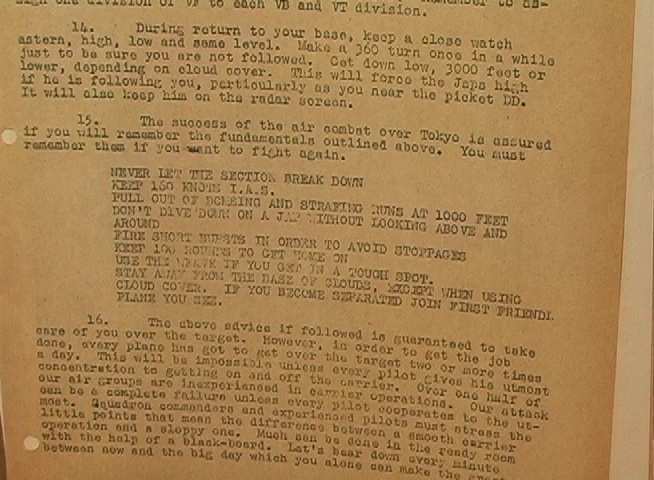 sign one division of VF to each VB and VT division.
14. During return to your base, keep a close watch
astern, high, low and same level. Make a 360 turn once in a while
just to be sure you are not followed. Get down low, 3000 feet or
lower, depending on cloud cover. This will force the Japs high
if he is following you, particularly as you near the picket DD.
It will also keep him on the radar screen.
15. The success of the air combat over Tokyo is assured
if you will remember the fundamentals outlined above. You must
remember them if you want to fight again.
NEVER LET THE SECTION BREAK DOWN
KEEP 160 KNOTS I.A.S.
PULL OUT OF BOMBING AND STRAFING RUNS AT 1000 FEET
DON'T DIVE DOWN ON A JAP WITHOUT LOOKING ABOVE AND
AROUND
FIRE SHORT BURSTS IN ORDER TO AVOID STOPPAGES
KEEP 100 ROUNDS TO GET HOME ON
USE THE WEAVE IF YOU GET IN A TOUGH SPOT.
STAY AWAY FROM THE BASE OF CLOUDS, EXCEPT WHEN USING
CLOUD COVER. IF YOU BECOME SEPARATED JOIN FIRST FRIENDL
PLANE YOU SEE.
16. The above advice if followed is guaranteed to take
care of you over the target. However, in order to get the job
done, every plane has got to get over the target two or more times
a day. This will be impossible unless every pilot gives his utmost
concentration to getting on and off the carrier. Over one half of
our air groups are inexperienced in carrier operations. Our attack
can be a complete failure unless every pilot cooperates to the ut-
most. Squadron commanders and experienced pilots must stress the
little points that mean the difference between a smooth carrier
operation and a sloppy one. Much can be done in the ready room
with the help of a black-board. Let's bear down every minute
between now and the big day which you alone can make the